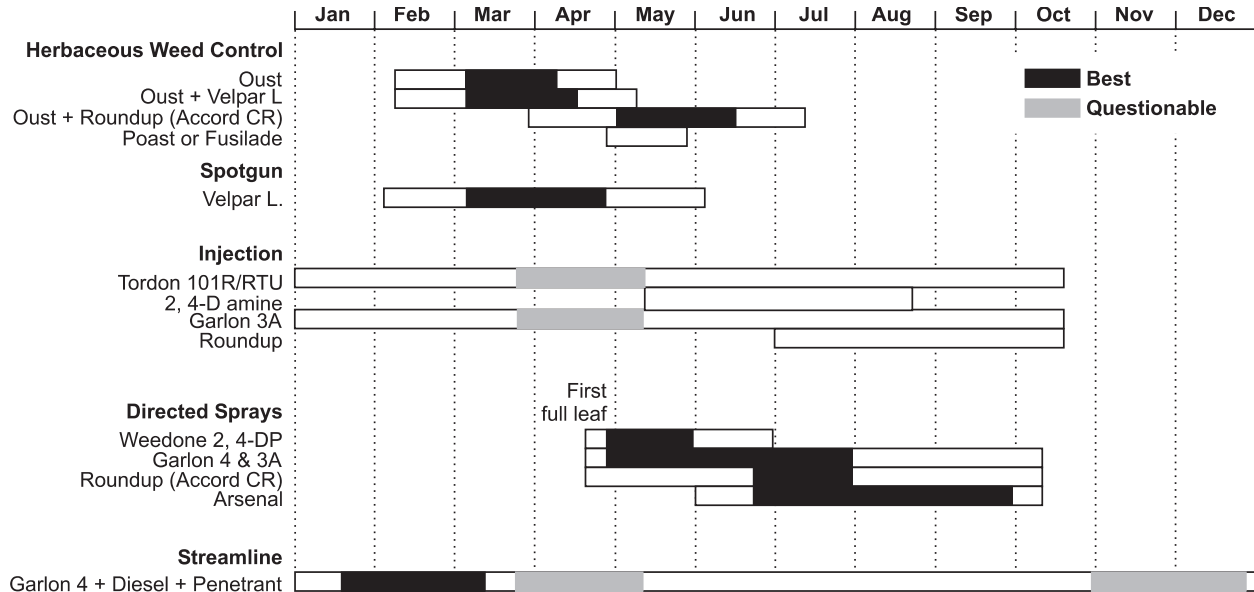 Jan Feb Mar Apr May Jun Jul Aug Sep Oct Nov Dec
Herbaceous Weed Control
Oust
Best
Oust + Velpar L
Questionable
Oust + Roundup (Accord CR)
Poast or Fusilade
Spotgun
Velpar L.
Injection
Tordon 101R/RTU
2, 4-D amine
Garlon 3A
Roundup
First
full leaf
Directed Sprays
Weedone 2, 4-DP
Garlon 4 & 3A
Roundup (Accord CR)
Arsenal
Streamline
Garlon 4 + Diesel + Penetrant